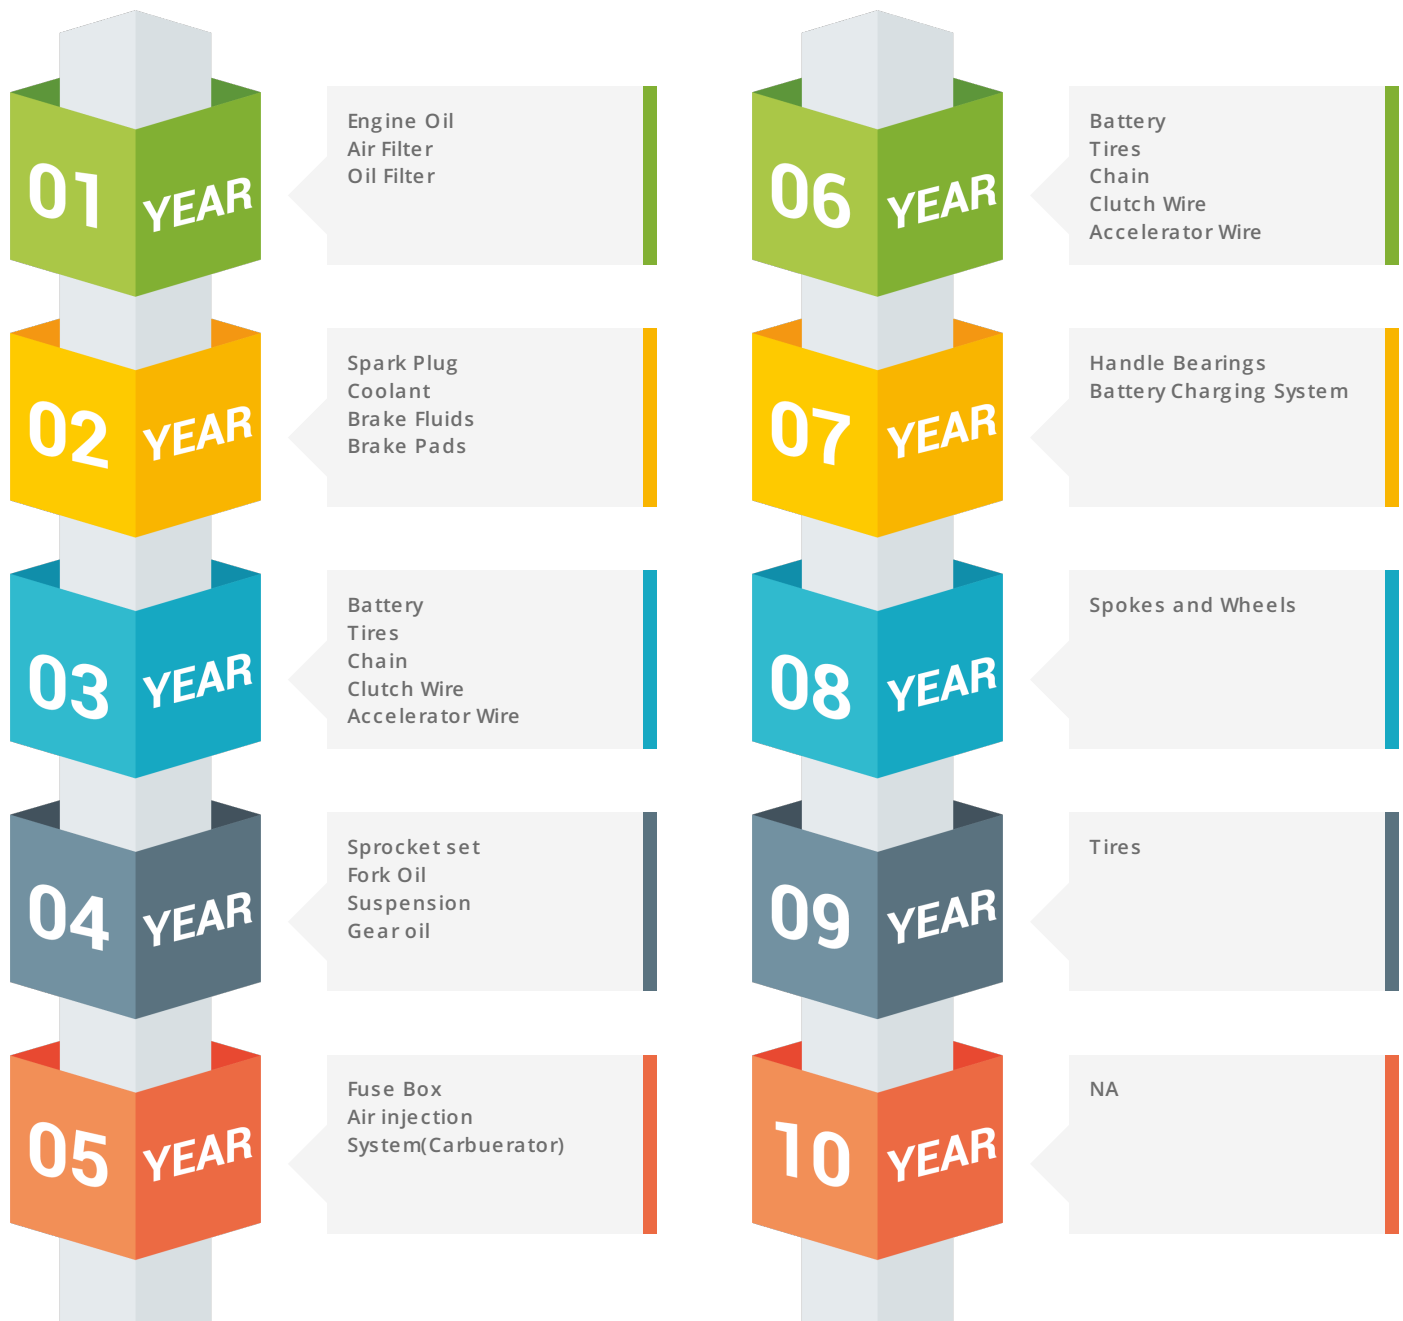 01 YEAR
Engine Oil
Air Filter
Oil Filter
02 YEAR
Spark Plug
Coolant
Brake Fluids
Brake Pads
03 YEAR
Battery
Tires
Chain
Clutch Wire
Accelerator Wire
04 YEAR
Sprocket set
Fork Oil
Suspension
Gear oil
05 YEAR
Fuse Box
Air injection
System(Carbuerator)
06 YEAR
Battery
Tires
Chain
Clutch Wire
Accelerator Wire
07 YEAR
Handle Bearings
Battery Charging System
08 YEAR
Spokes and Wheels
09 YEAR
Tires
10 YEAR
NA